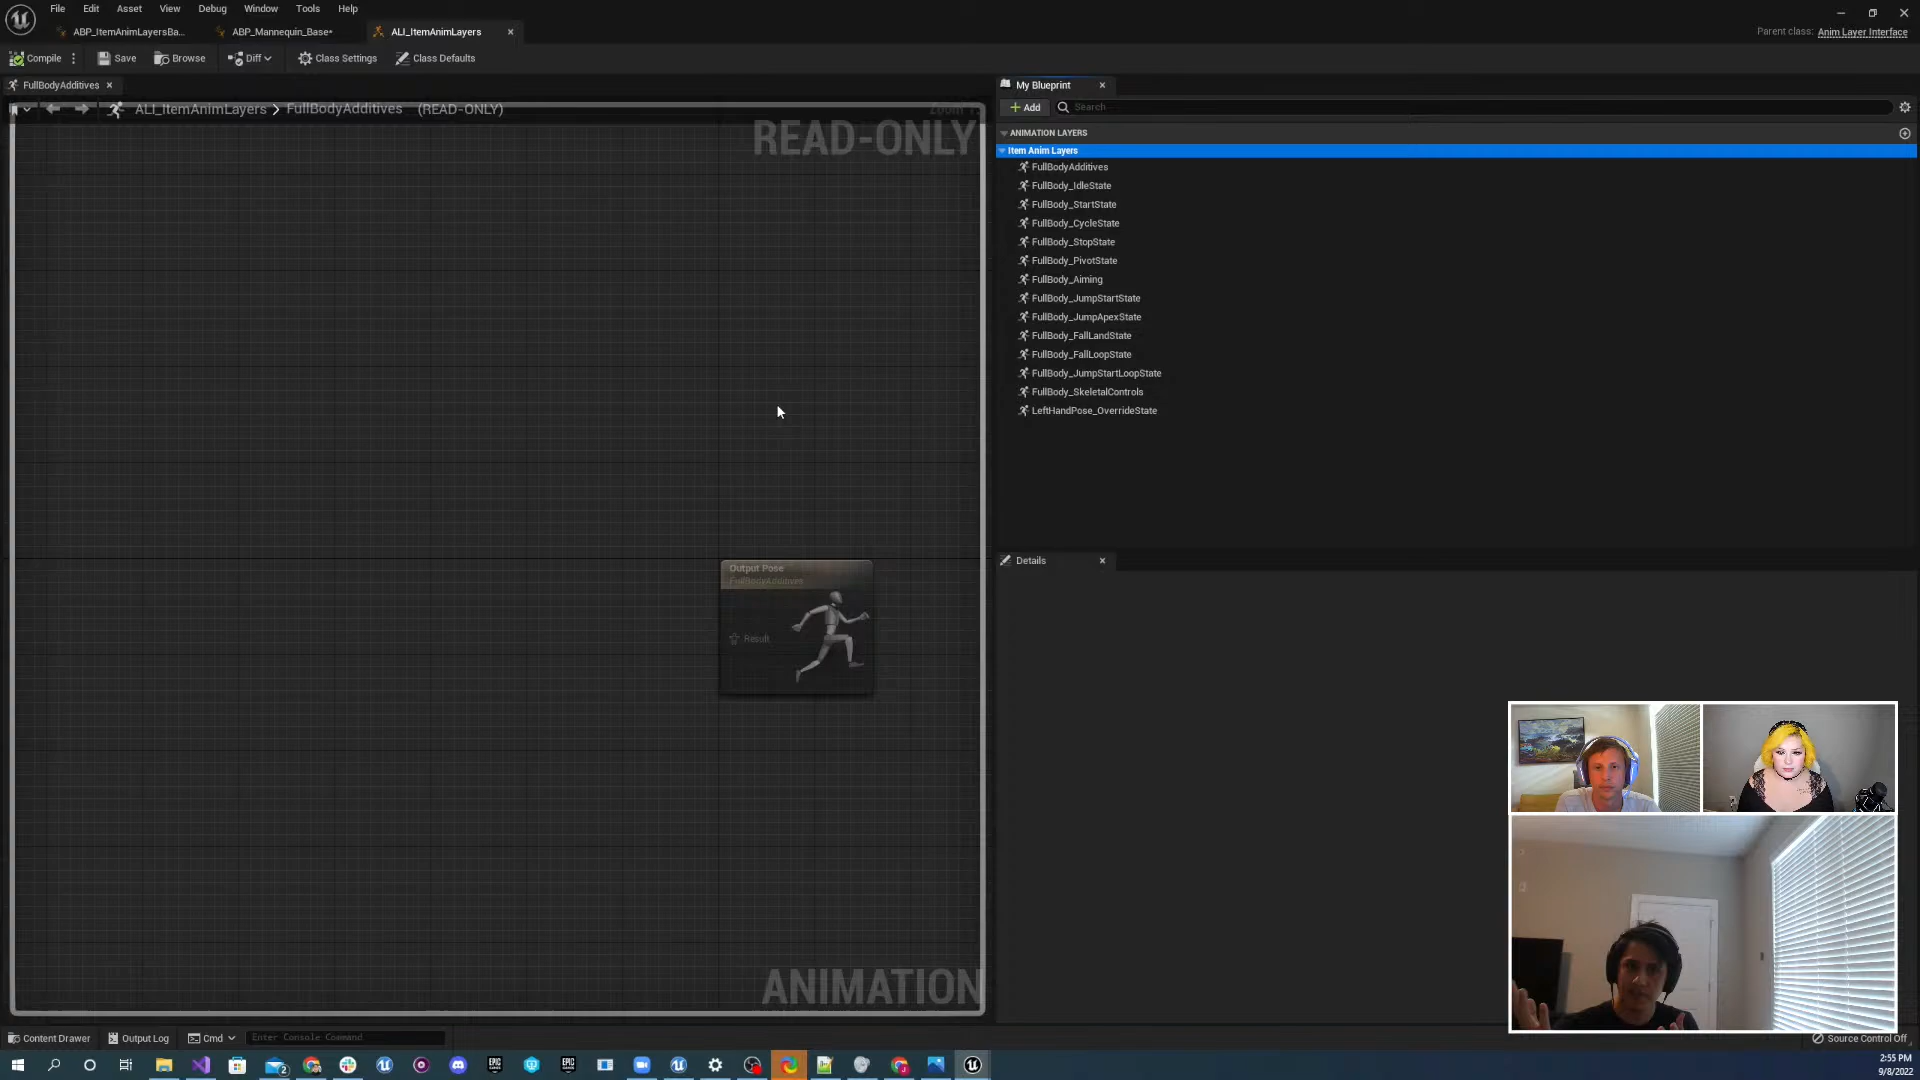 File Edit Asset View Debug Window Tools Help
ABP_ItemAnimLayersBa... ABP_Mannequin_Base* ALI_ItemAnimLayers
Parent class: Anim Layer Interface
Compile Save Browse Diff Class Settings Class Defaults
FullBodyAdditives
ALI_ItemAnimLayers > FullBodyAdditives (READ-ONLY)
READ-ONLY
Output Pose
FullBodyAdditives
Result
ANIMATION
My Blueprint
+ Add Search
ANIMATION LAYERS
Item Anim Layers
FullBodyAdditives
FullBody_IdleState
FullBody_StartState
FullBody_CycleState
FullBody_StopState
FullBody_PivotState
FullBody_Aiming
FullBody_JumpStartState
FullBody_JumpApexState
FullBody_FallLandState
FullBody_FallLoopState
FullBody_JumpStartLoopState
FullBody_SkeletalControls
LeftHandPose_OverrideState
Details
Content Drawer Output Log Cmd Enter Console Command
Source Control Off
2:55 PM
9/8/2022